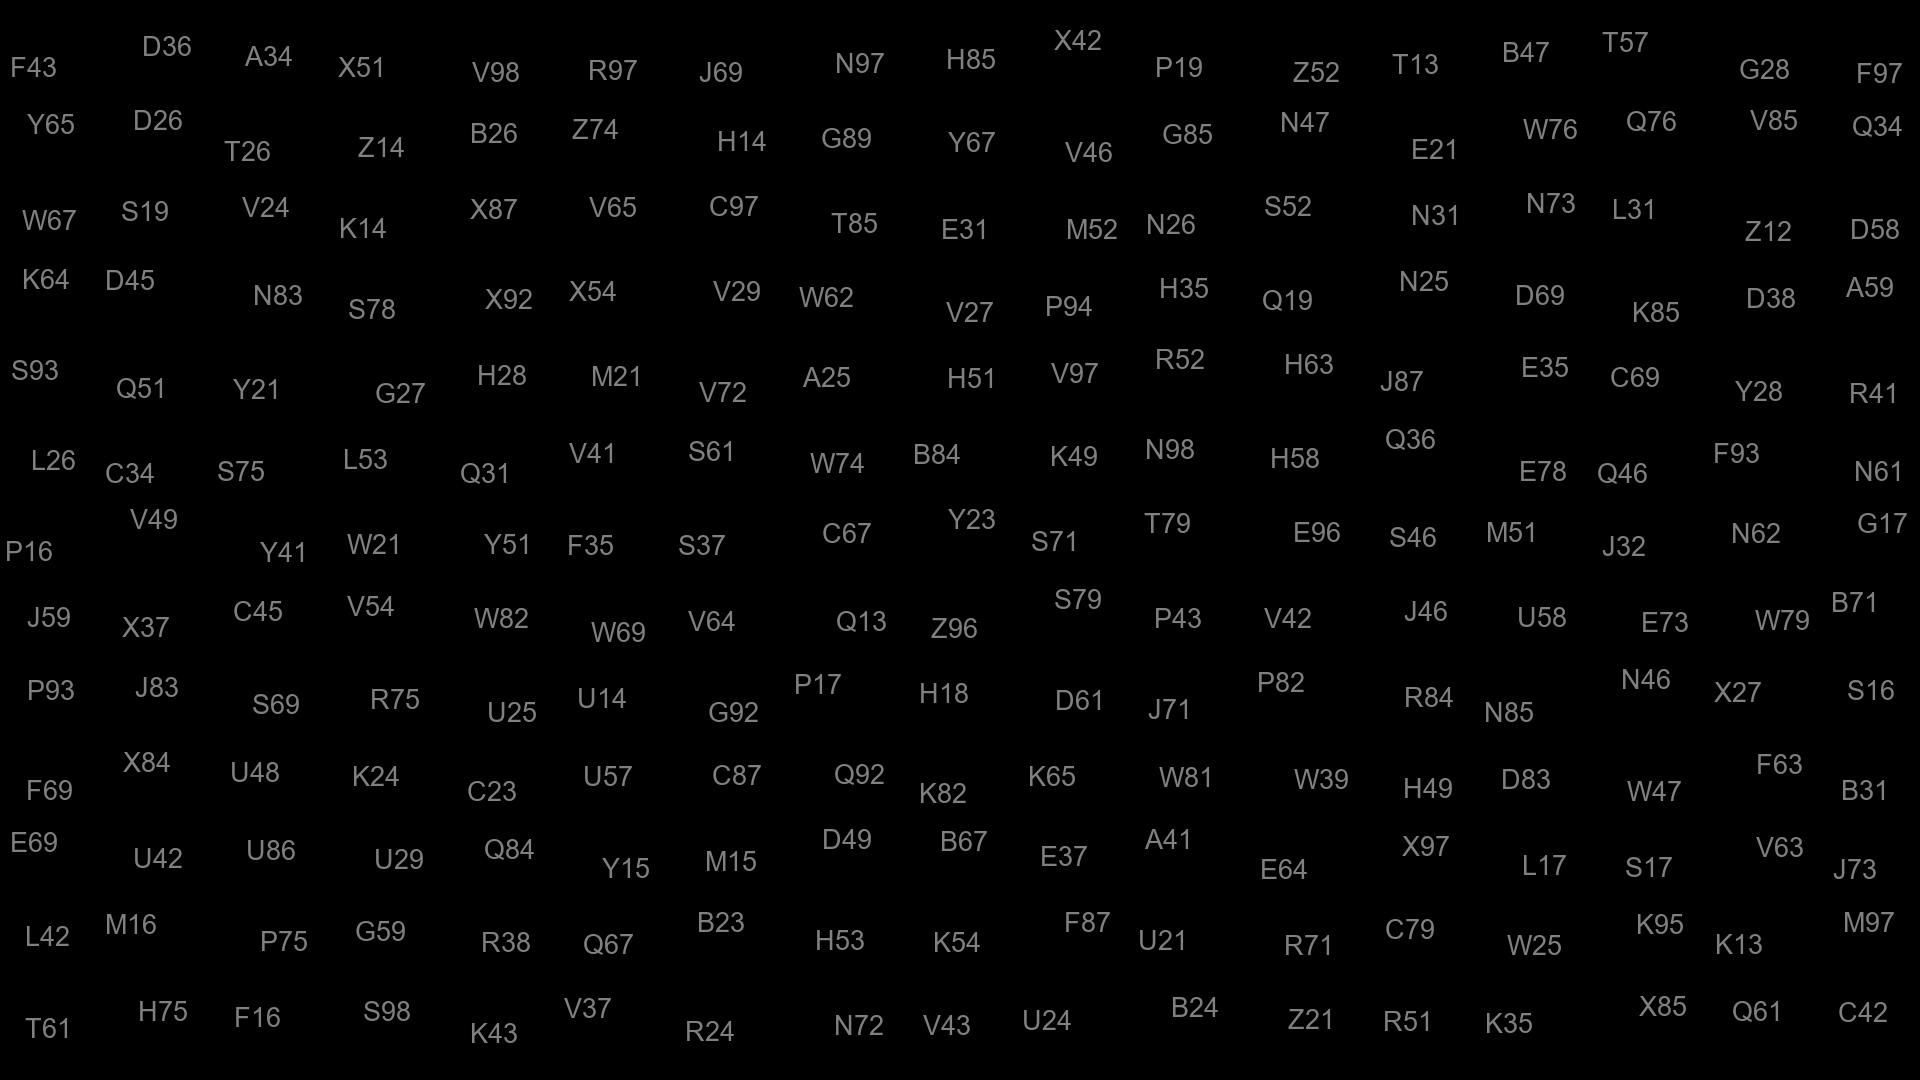 F43 D36 A34 X51 V98 R97 J69 N97 H85 X42 P19 Z52 T13 B47 T57 G28 F97
Y65 D26 T26 Z14 B26 Z74 H14 G89 Y67 V46 G85 N47 E21 W76 Q76 V85 Q34
W67 S19 V24 K14 X87 V65 C97 T85 E31 M52 N26 S52 N31 N73 L31 Z12 D58
K64 D45 N83 S78 X92 X54 V29 W62 V27 P94 H35 Q19 N25 D69 K85 D38 A59
S93 Q51 Y21 G27 H28 M21 V72 A25 H51 V97 R52 H63 J87 E35 C69 Y28 R41
L26 C34 S75 L53 Q31 V41 S61 W74 B84 K49 N98 H58 Q36 E78 Q46 F93 N61
P16 V49 Y41 W21 Y51 F35 S37 C67 Y23 S71 T79 E96 S46 M51 J32 N62 G17
J59 X37 C45 V54 W82 W69 V64 Q13 Z96 S79 P43 V42 J46 U58 E73 W79 B71
P93 J83 S69 R75 U25 U14 G92 P17 H18 D61 J71 P82 R84 N85 N46 X27 S16
F69 X84 U48 K24 C23 U57 C87 Q92 K82 K65 W81 W39 H49 D83 W47 F63 B31
E69 U42 U86 U29 Q84 Y15 M15 D49 B67 E37 A41 E64 X97 L17 S17 V63 J73
L42 M16 P75 G59 R38 Q67 B23 H53 K54 F87 U21 R71 C79 W25 K95 K13 M97
T61 H75 F16 S98 K43 V37 R24 N72 V43 U24 B24 Z21 R51 K35 X85 Q61 C42